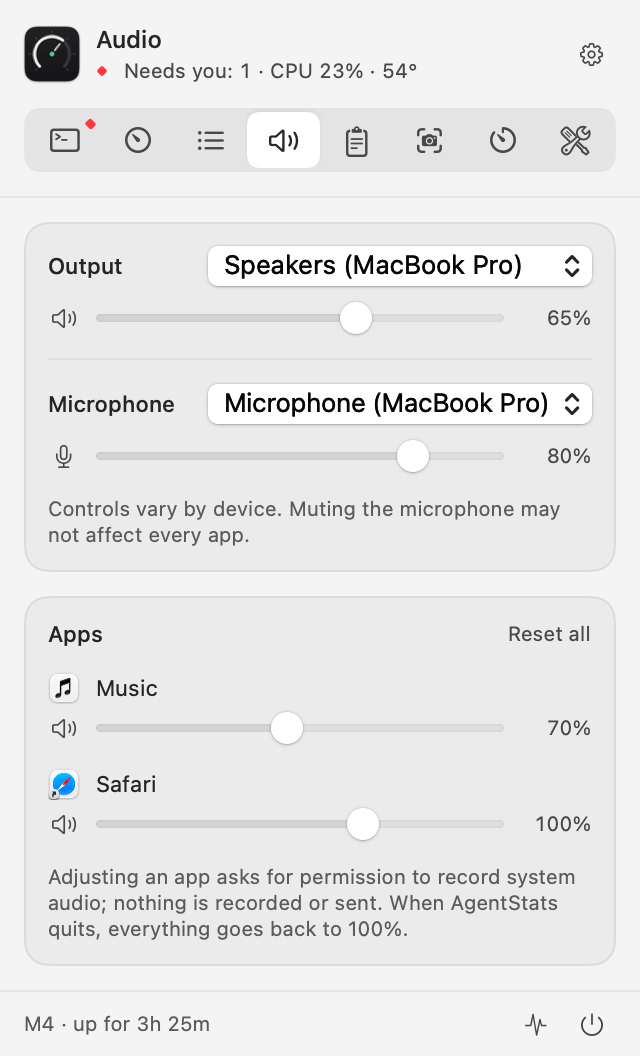 Audio
Needs you: 1 · CPU 23% · 54°
Output
Speakers (MacBook Pro)
65%
Microphone
Microphone (MacBook Pro)
80%
Controls vary by device. Muting the microphone may
not affect every app.
Apps
Reset all
Music
70%
Safari
100%
Adjusting an app asks for permission to record system
audio; nothing is recorded or sent. When AgentStats
quits, everything goes back to 100%.
M4 · up for 3h 25m